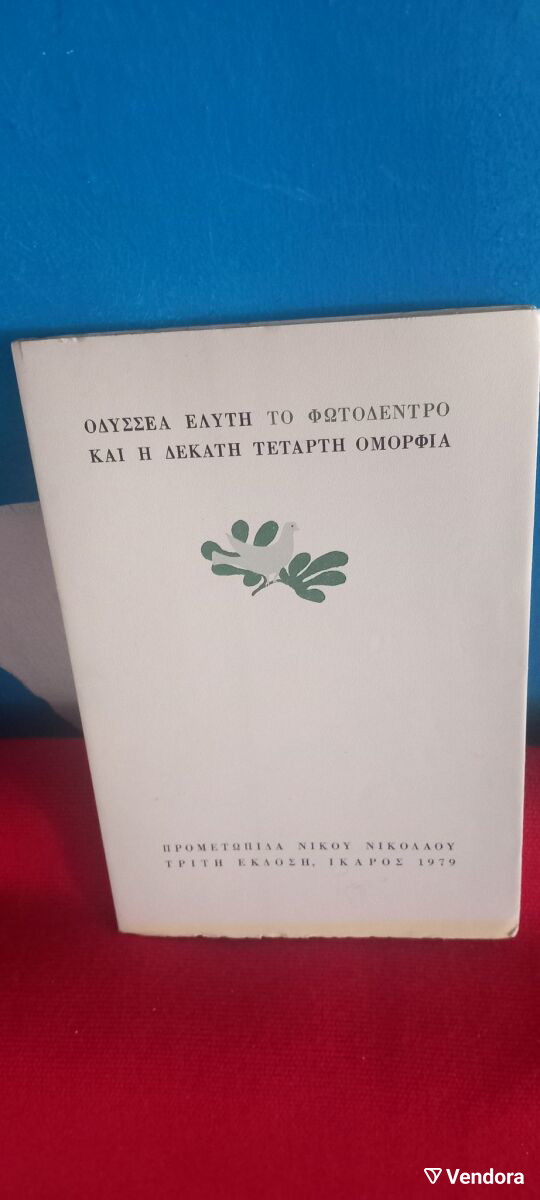 ΟΔΥΣΣΕΑ ΕΛΥΤΗ ΤΟ ΦΩΤΟΔΕΝΤΡΟ
ΚΑΙ Η ΔΕΚΑΤΗ ΤΕΤΑΡΤΗ ΟΜΟΡΦΙΑ
ΠΡΟΜΕΤΩΠΙΔΑ ΝΙΚΟΥ ΝΙΚΟΛΑΟΥ
ΤΡΙΤΗ ΕΚΔΟΣΗ, ΙΚΑΡΟΣ 1979
Vendora